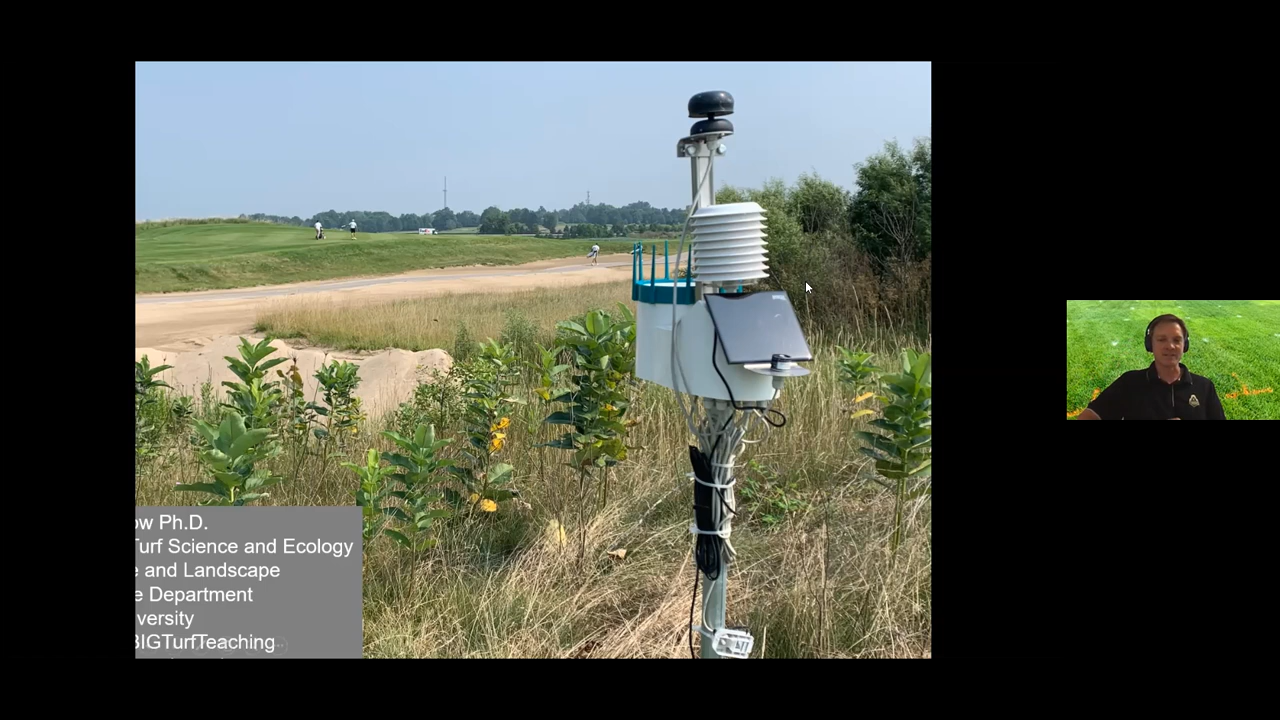 ow Ph.D.
Turf Science and Ecology
e and Landscape
e Department
versity
BIGTurfTeaching